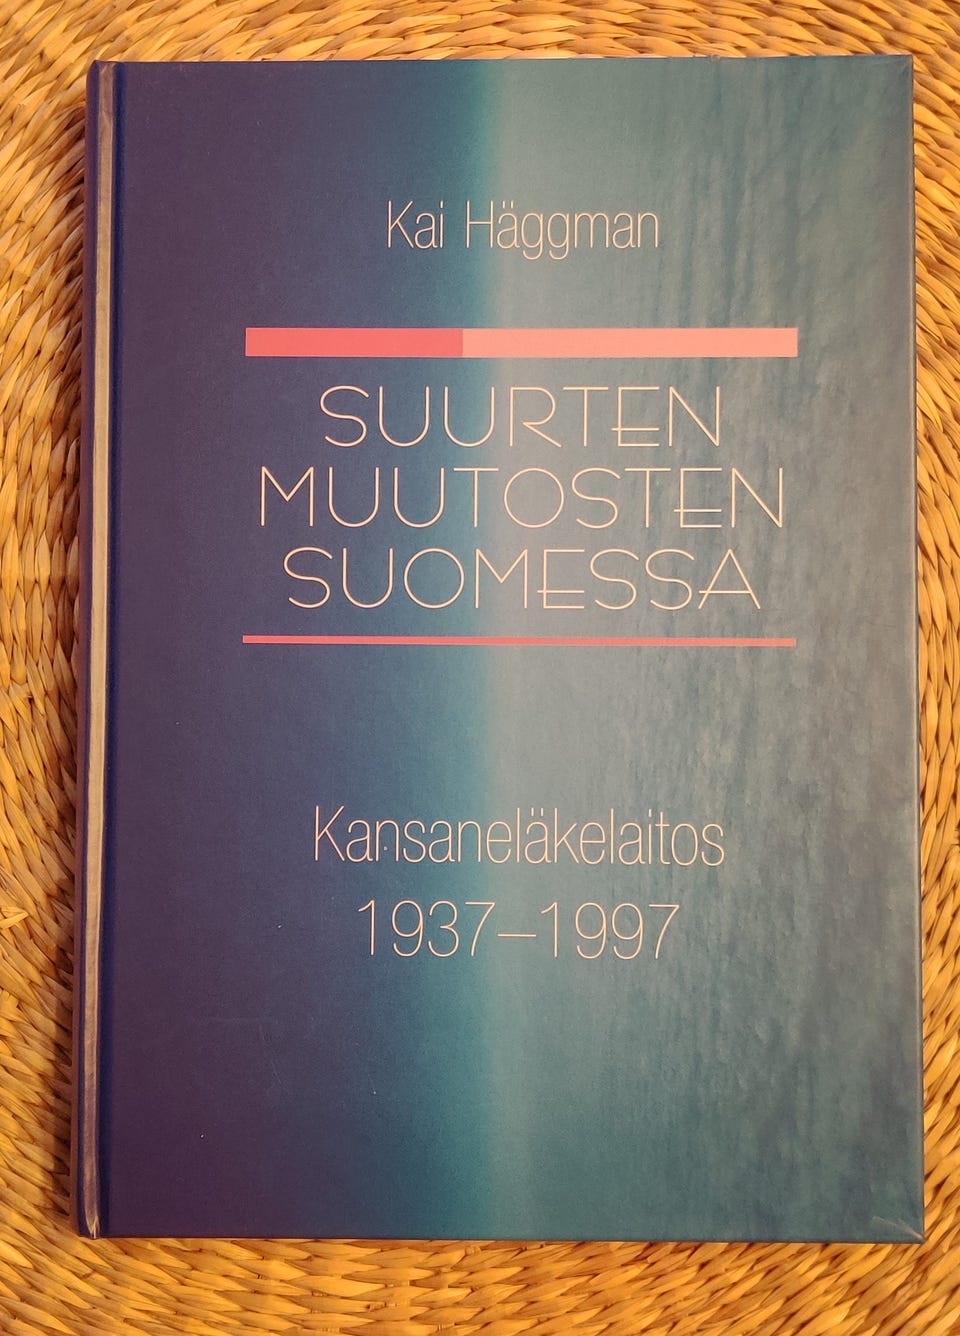 Kai Häggman
SUURTEN
MUUTOSTEN
SUOMESSA
Kansaneläkelaitos
1937–1997